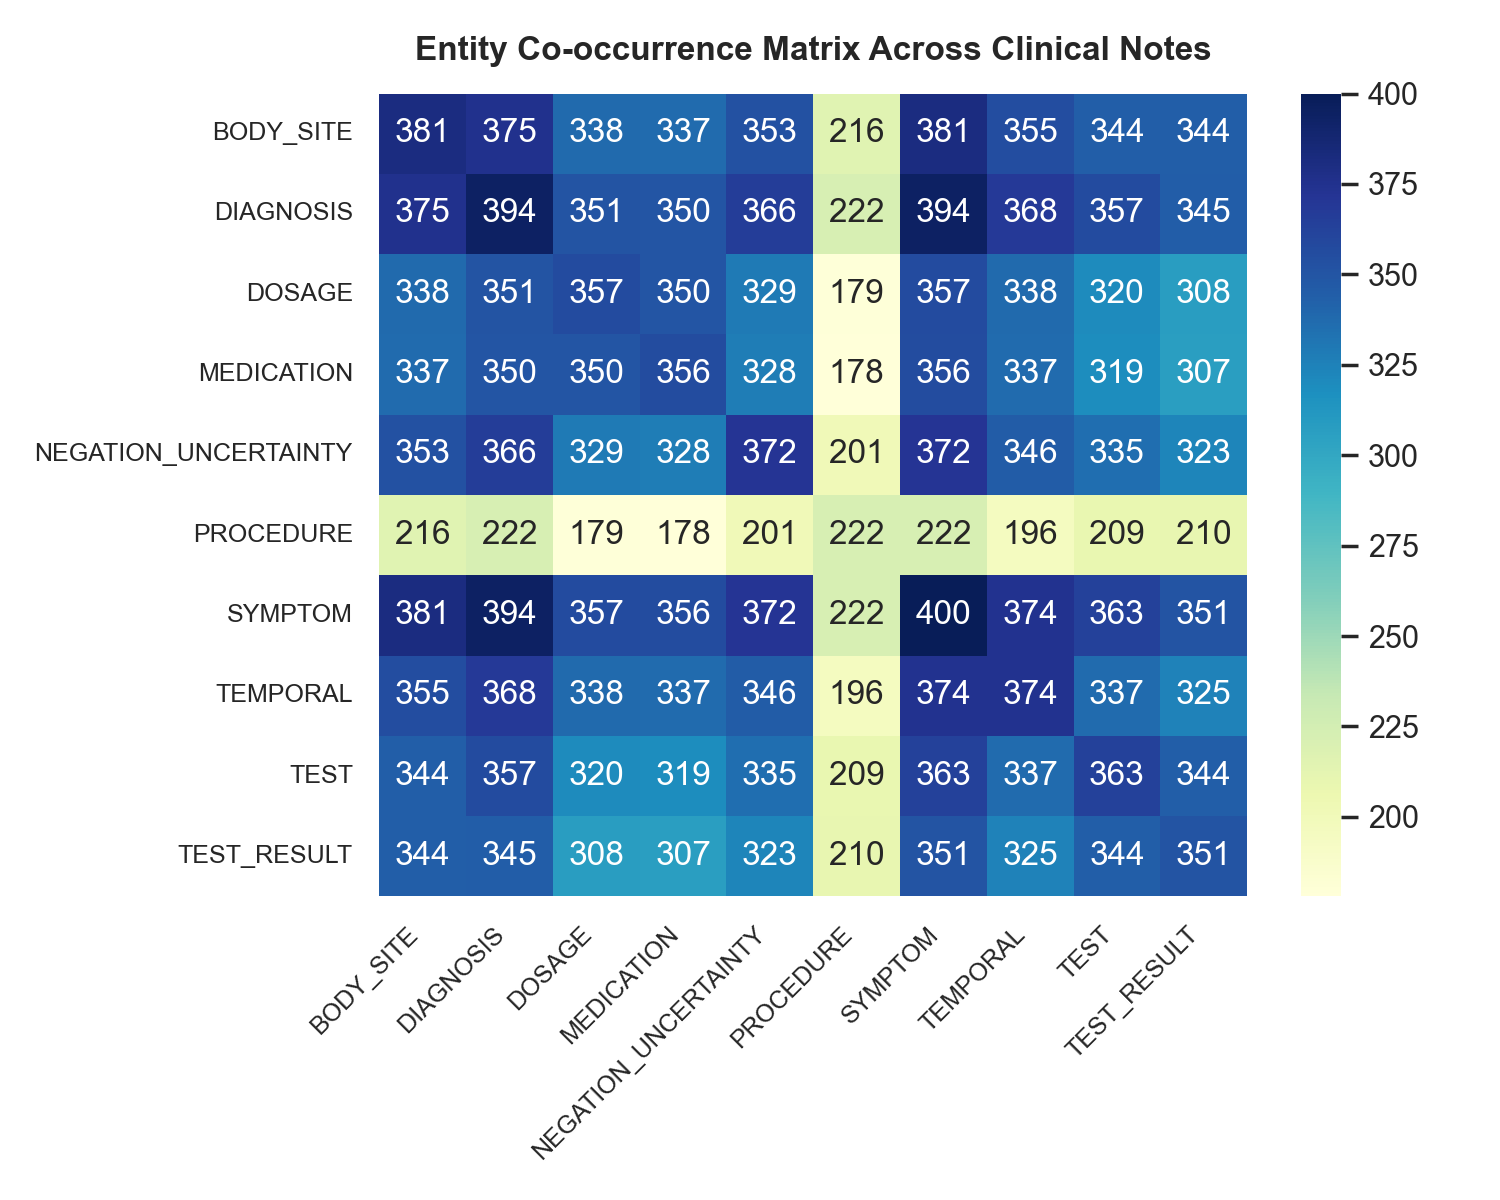 Entity Co-occurrence Matrix Across Clinical Notes
BODY_SITE 381 375 338 337 353 216 381 355 344 344
DIAGNOSIS 375 394 351 350 366 222 394 368 357 345
DOSAGE 338 351 357 350 329 179 357 338 320 308
MEDICATION 337 350 350 356 328 178 356 337 319 307
NEGATION_UNCERTAINTY 353 366 329 328 372 201 372 346 335 323
PROCEDURE 216 222 179 178 201 222 222 196 209 210
SYMPTOM 381 394 357 356 372 222 400 374 363 351
TEMPORAL 355 368 338 337 346 196 374 374 337 325
TEST 344 357 320 319 335 209 363 337 363 344
TEST_RESULT 344 345 308 307 323 210 351 325 344 351
BODY_SITE
DIAGNOSIS
DOSAGE
MEDICATION
NEGATION_UNCERTAINTY
PROCEDURE
SYMPTOM
TEMPORAL
TEST
TEST_RESULT
400
375
350
325
300
275
250
225
200